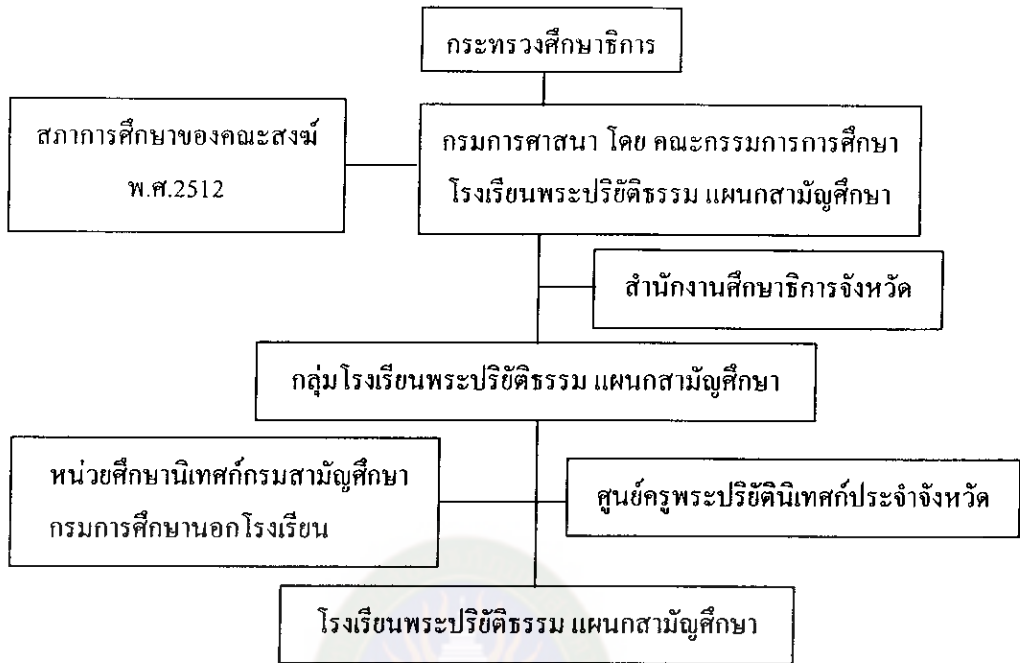 กระทรวงศึกษาธิการ
สภาการศึกษาของคณะสงฆ์
พ.ศ.2512
กรมการศาสนา โดย คณะกรรมการการศึกษา
โรงเรียนพระปริยัติธรรม แผนกสามัญศึกษา
สำนักงานศึกษาธิการจังหวัด
กลุ่มโรงเรียนพระปริยัติธรรม แผนกสามัญศึกษา
หน่วยศึกษานิเทศก์กรมสามัญศึกษา
กรมการศึกษานอกโรงเรียน
ศูนย์ครูพระปริยัตินิเทศก์ประจำจังหวัด
โรงเรียนพระปริยัติธรรม แผนกสามัญศึกษา